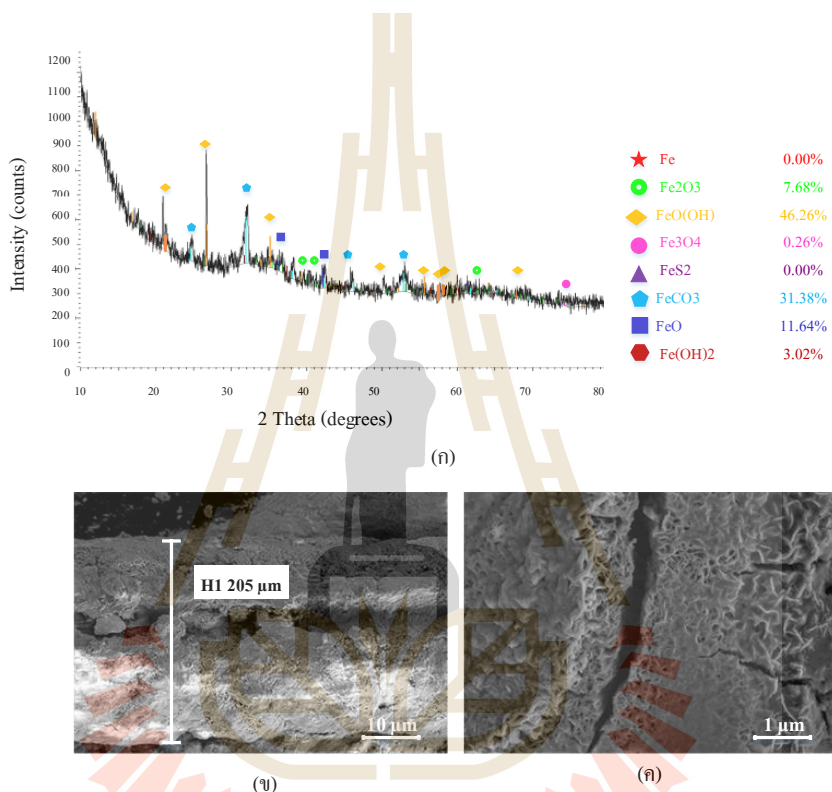 1200
1100
1000
900
800
700
600
500
400
300
200
100
0
Intensity (counts)
10 20 30 40 50 60 70 80
2 Theta (degrees)
Fe 0.00%
Fe2O3 7.68%
FeO(OH) 46.26%
Fe3O4 0.26%
FeS2 0.00%
FeCO3 31.38%
FeO 11.64%
Fe(OH)2 3.02%
(ก)
H1 205 µm
10 µm
1 µm
(ข)
(ค)